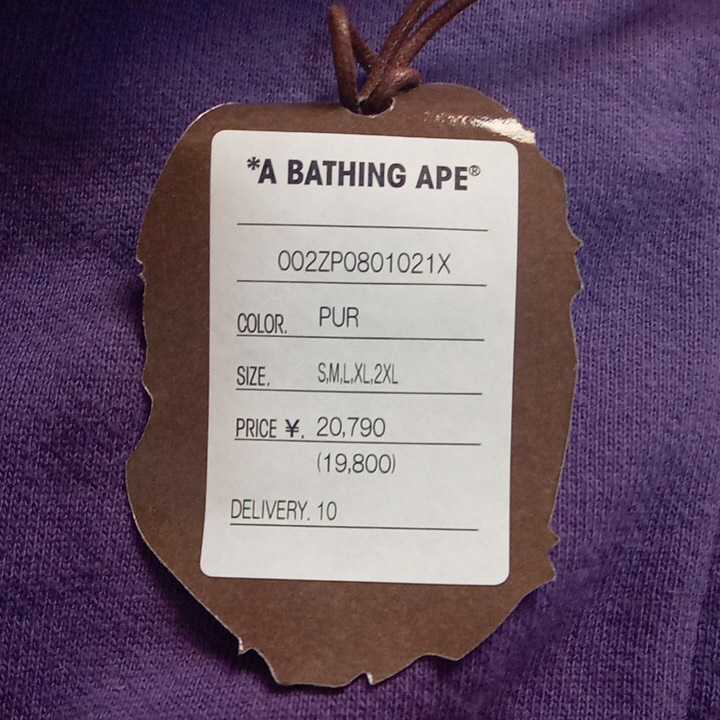 *A BATHING APE®
002ZP0801021X
COLOR. PUR
SIZE. S,M,L,XL,2XL
PRICE ¥. 20,790
(19,800)
DELIVERY. 10